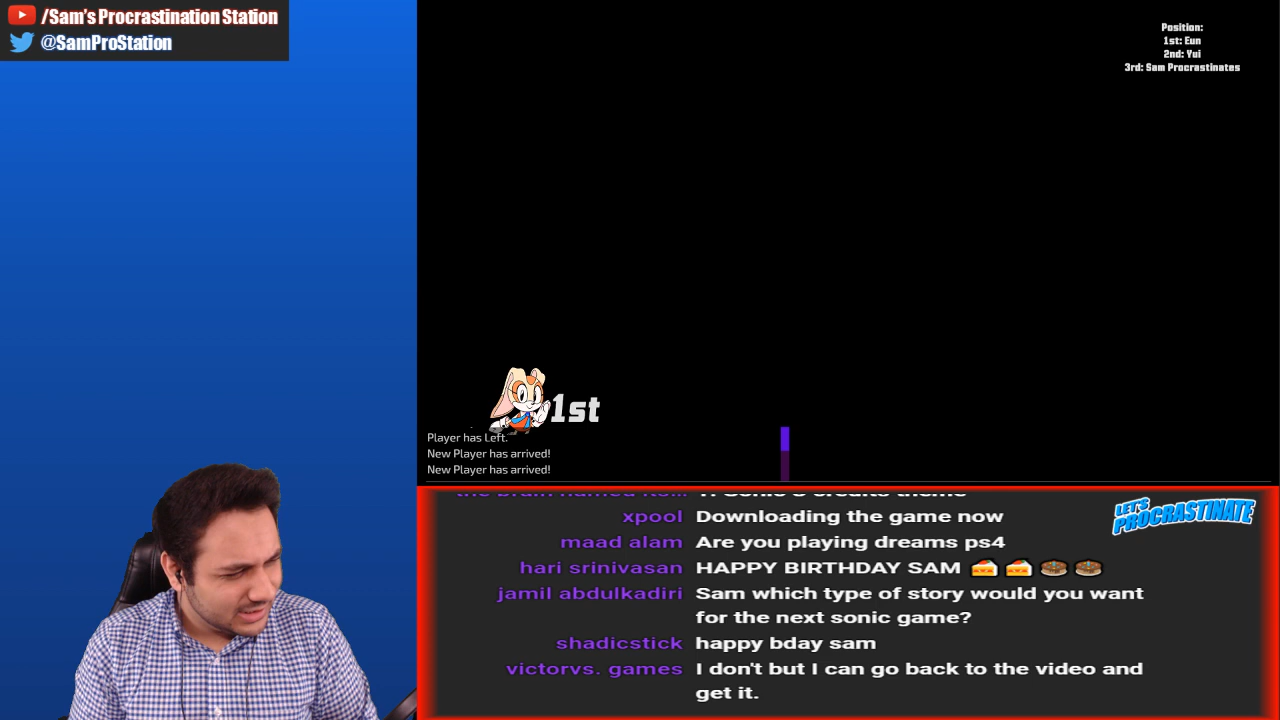 /Sam's Procrastination Station
@SamProStation
Position:
1st: Eun
2nd: Yui
3rd: Sam Procrastinates
1st
Player has Left.
New Player has arrived!
New Player has arrived!
LET'S PROCRASTINATE
xpool Downloading the game now
maad alam Are you playing dreams ps4
hari srinivasan HAPPY BIRTHDAY SAM 🍰 🍰 🎂 🎂
jamil abdulkadiri Sam which type of story would you want
for the next sonic game?
shadicstick happy bday sam
victorvs. games I don't but I can go back to the video and
get it.